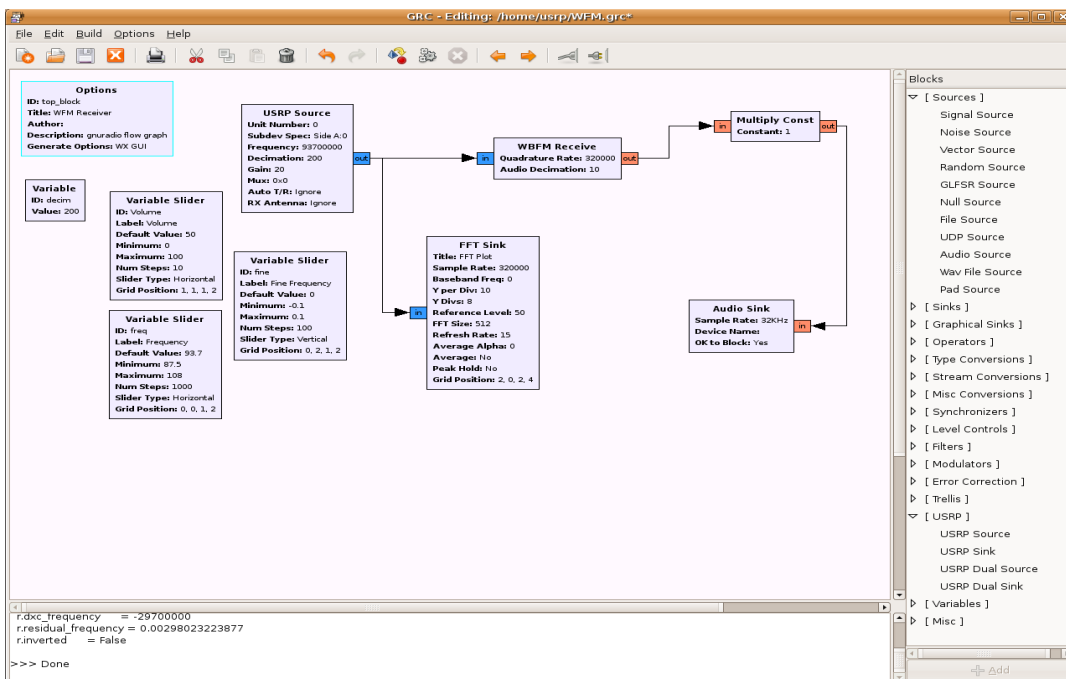 GRC - Editing: /home/usrp/WFM.grc*
File Edit Build Options Help
Options
ID: top_block
Title: WFM Receiver
Author:
Description: gnuradio flow graph
Generate Options: WX GUI
Variable
ID: decim
Value: 200
Variable Slider
ID: Volume
Label: Volume
Default Value: 50
Minimum: 0
Maximum: 100
Num Steps: 10
Slider Type: Horizontal
Grid Position: 1, 1, 1, 2
Variable Slider
ID: freq
Label: Frequency
Default Value: 93.7
Minimum: 87.5
Maximum: 108
Num Steps: 1000
Slider Type: Horizontal
Grid Position: 0, 0, 1, 2
USRP Source
Unit Number: 0
Subdev Spec: Side A:0
Frequency: 93700000
Decimation: 200
Gain: 20
Mux: 0x0
Auto T/R: Ignore
RX Antenna: Ignore
out
Variable Slider
ID: fine
Label: Fine Frequency
Default Value: 0
Minimum: -0.1
Maximum: 0.1
Num Steps: 100
Slider Type: Vertical
Grid Position: 0, 2, 1, 2
in
WBFM Receive
Quadrature Rate: 320000
Audio Decimation: 10
out
in
FFT Sink
Title: FFT Plot
Sample Rate: 320000
Baseband Freq: 0
Y per Div: 10
Y Divs: 8
Reference Level: 50
FFT Size: 512
Refresh Rate: 15
Average Alpha: 0
Average: No
Peak Hold: No
Grid Position: 2, 0, 2, 4
in
Multiply Const
Constant: 1
out
Audio Sink
Sample Rate: 32KHz
Device Name:
OK to Block: Yes
in
Blocks
[ Sources ]
Signal Source
Noise Source
Vector Source
Random Source
GLFSR Source
Null Source
File Source
UDP Source
Audio Source
Wav File Source
Pad Source
[ Sinks ]
[ Graphical Sinks ]
[ Operators ]
[ Type Conversions ]
[ Stream Conversions ]
[ Misc Conversions ]
[ Synchronizers ]
[ Level Controls ]
[ Filters ]
[ Modulators ]
[ Error Correction ]
[ Trellis ]
[ USRP ]
USRP Source
USRP Sink
USRP Dual Source
USRP Dual Sink
[ Variables ]
[ Misc ]
Add
r.dxc_frequency = -29700000
r.residual_frequency = 0.00298023223877
r.inverted = False
>>> Done